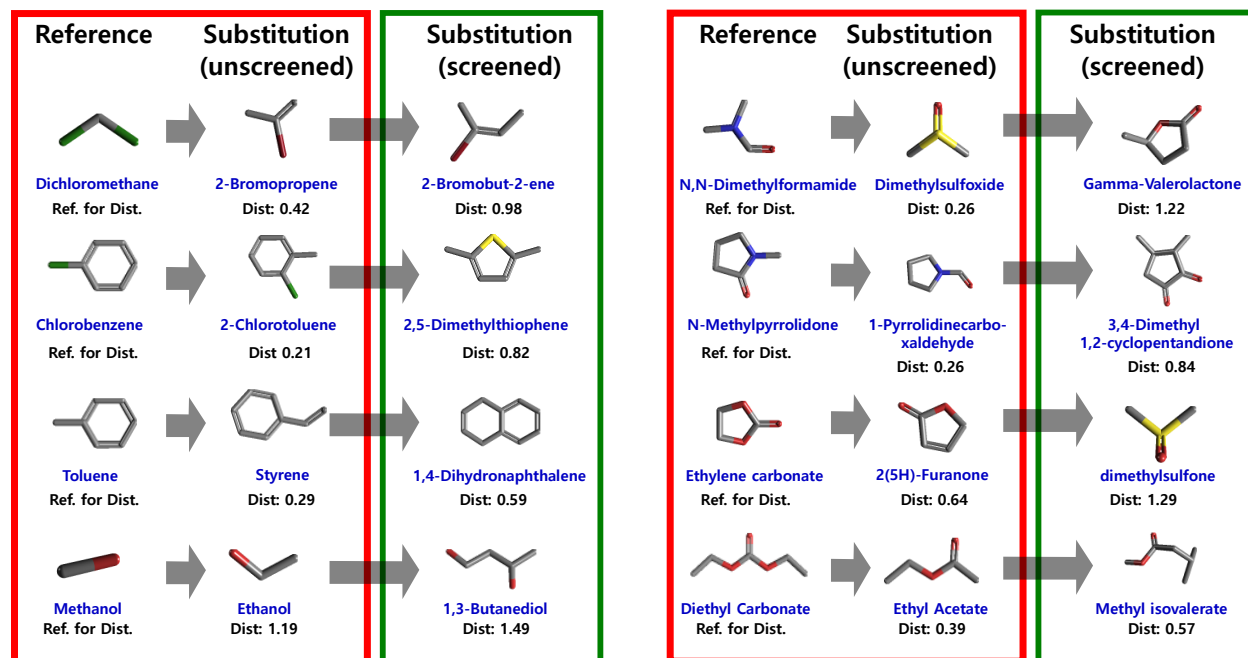 Reference
Substitution
(unscreened)
Substitution
(screened)
Dichloromethane
Ref. for Dist.
2-Bromopropene
Dist: 0.42
2-Bromobut-2-ene
Dist: 0.98
Chlorobenzene
Ref. for Dist.
2-Chlorotoluene
Dist 0.21
2,5-Dimethylthiophene
Dist: 0.82
Toluene
Ref. for Dist.
Styrene
Dist: 0.29
1,4-Dihydronaphthalene
Dist: 0.59
Methanol
Ref. for Dist.
Ethanol
Dist: 1.19
1,3-Butanediol
Dist: 1.49
Reference
Substitution
(unscreened)
Substitution
(screened)
N,N-Dimethylformamide
Ref. for Dist.
Dimethylsulfoxide
Dist: 0.26
Gamma-Valerolactone
Dist: 1.22
N-Methylpyrrolidone
Ref. for Dist.
1-Pyrrolidinecarbo-
xaldehyde
Dist: 0.26
3,4-Dimethyl
1,2-cyclopentandione
Dist: 0.84
Ethylene carbonate
Ref. for Dist.
2(5H)-Furanone
Dist: 0.64
dimethylsulfone
Dist: 1.29
Diethyl Carbonate
Ref. for Dist.
Ethyl Acetate
Dist: 0.39
Methyl isovalerate
Dist: 0.57